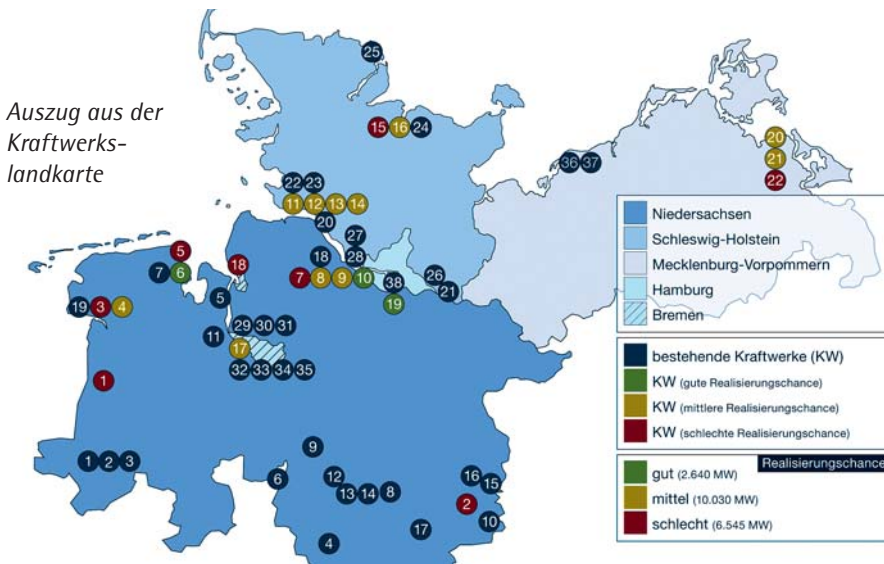 Auszug aus der
Kraftwerks-
landkarte
25
15 16 24
36 37
20
21
22
22 23
11 12 13 14
20
27
18 28
5
7 6
18
7 8 9 10
38
26
21
19
19 3 4
5
11
29 30 31
17
32 33 34 35
1
1 2 3
9
6
12
13 14 8
16
15
2
10
17
4
Niedersachsen
Schleswig-Holstein
Mecklenburg-Vorpommern
Hamburg
Bremen
bestehende Kraftwerke (KW)
KW (gute Realisierungschance)
KW (mittlere Realisierungschance)
KW (schlechte Realisierungschance)
Realisierungschance
gut (2.640 MW)
mittel (10.030 MW)
schlecht (6.545 MW)